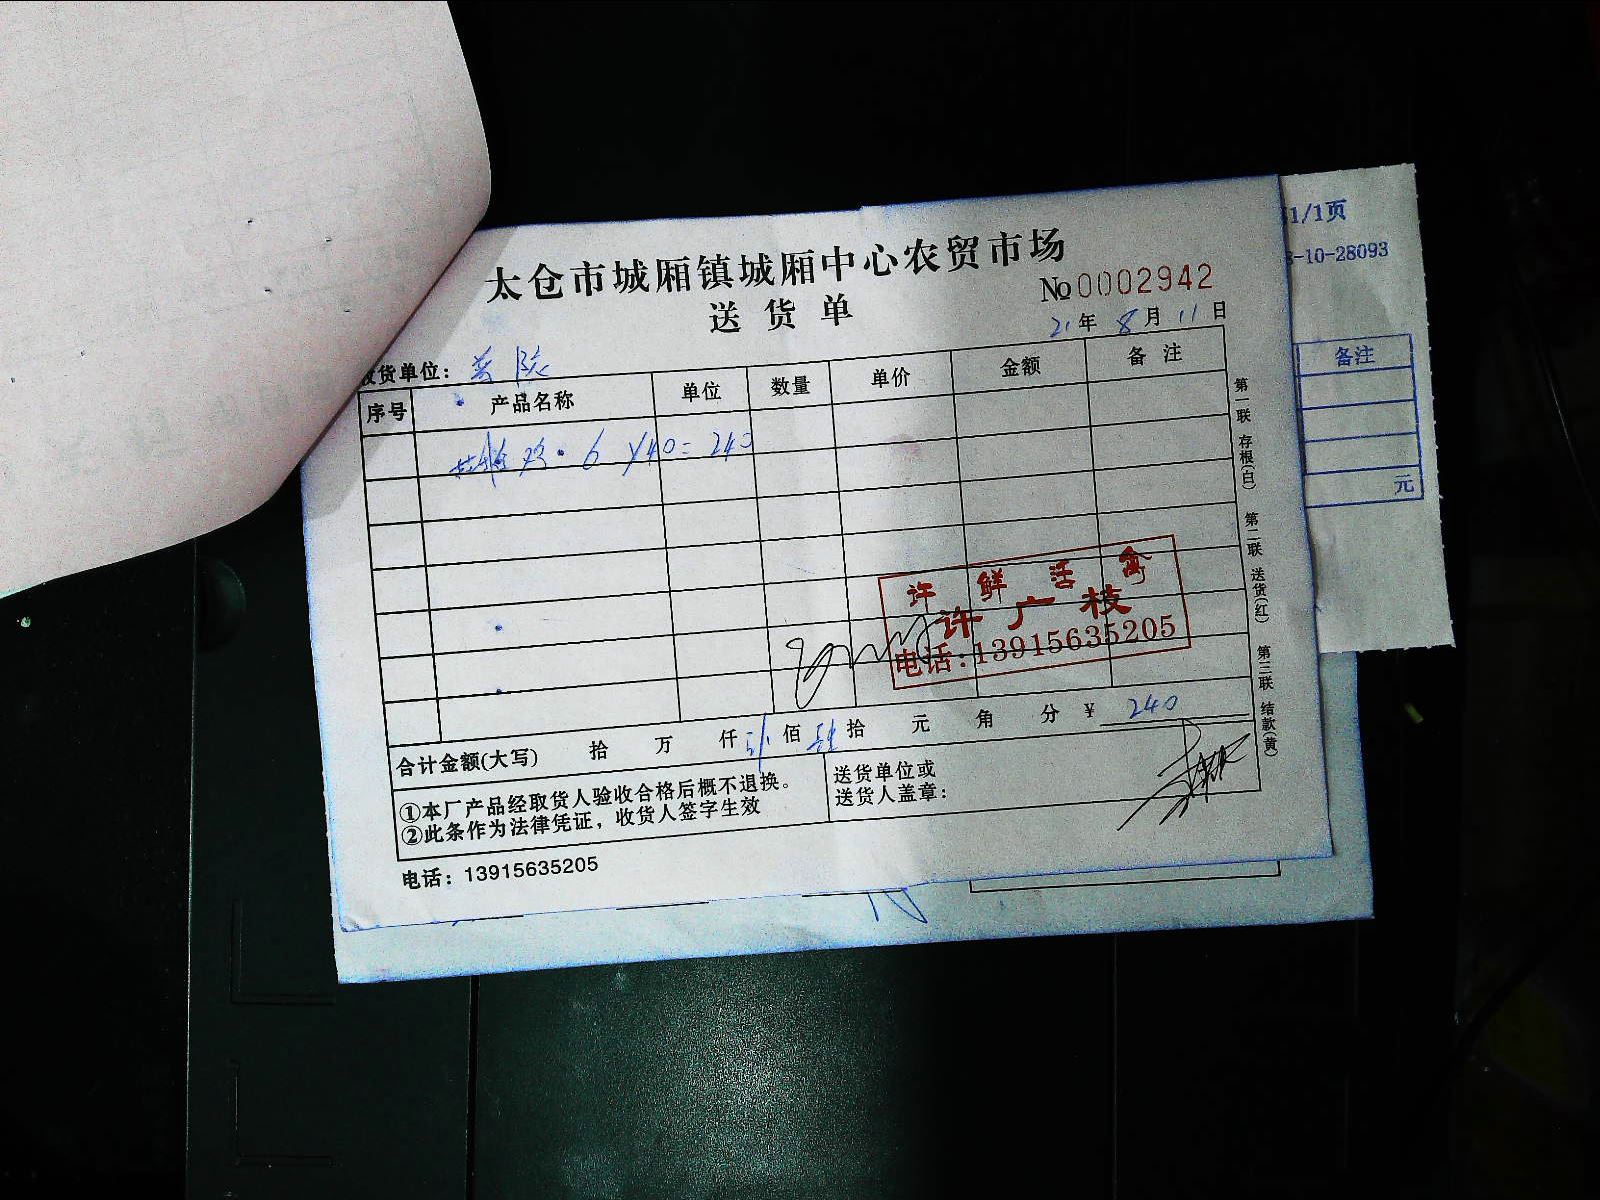 太仓市城厢镇城厢中心农贸市场
送货单
№0002942
21年 8月 11日
货单位：
序号 产品名称 单位 数量 单价 金额 备注
6 Y40=240
许鲜活禽
许广枝
电话:13915635205
合计金额(大写) 拾 万 仟 佰 肆拾 元 角 分 ¥ 240
①本厂产品经取货人验收合格后概不退换。
②此条作为法律凭证，收货人签字生效
送货单位或
送货人盖章：
电话：13915635205
第一联 存根(白) 第二联 送货(红) 第三联 结款(黄)
1/1页
-10-28093
备注
元